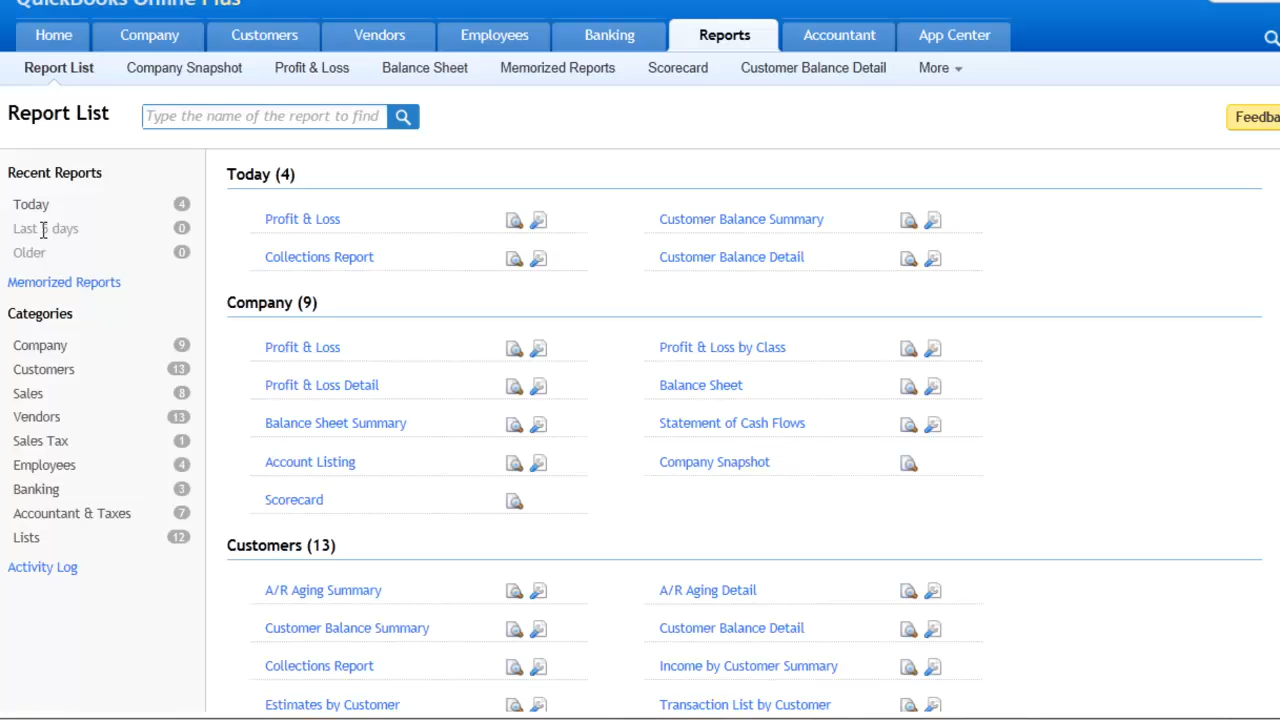 QuickBooks Online Plus
Home Company Customers Vendors Employees Banking Reports Accountant App Center
Report List Company Snapshot Profit & Loss Balance Sheet Memorized Reports Scorecard Customer Balance Detail More
Report List Type the name of the report to find
Feedba
Recent Reports
Today 4
Last 5 days 0
Older 0
Memorized Reports
Categories
Company 9
Customers 13
Sales 8
Vendors 13
Sales Tax 1
Employees 4
Banking 3
Accountant & Taxes 7
Lists 12
Activity Log
Today (4)
Profit & Loss Customer Balance Summary
Collections Report Customer Balance Detail
Company (9)
Profit & Loss Profit & Loss by Class
Profit & Loss Detail Balance Sheet
Balance Sheet Summary Statement of Cash Flows
Account Listing Company Snapshot
Scorecard
Customers (13)
A/R Aging Summary A/R Aging Detail
Customer Balance Summary Customer Balance Detail
Collections Report Income by Customer Summary
Estimates by Customer Transaction List by Customer